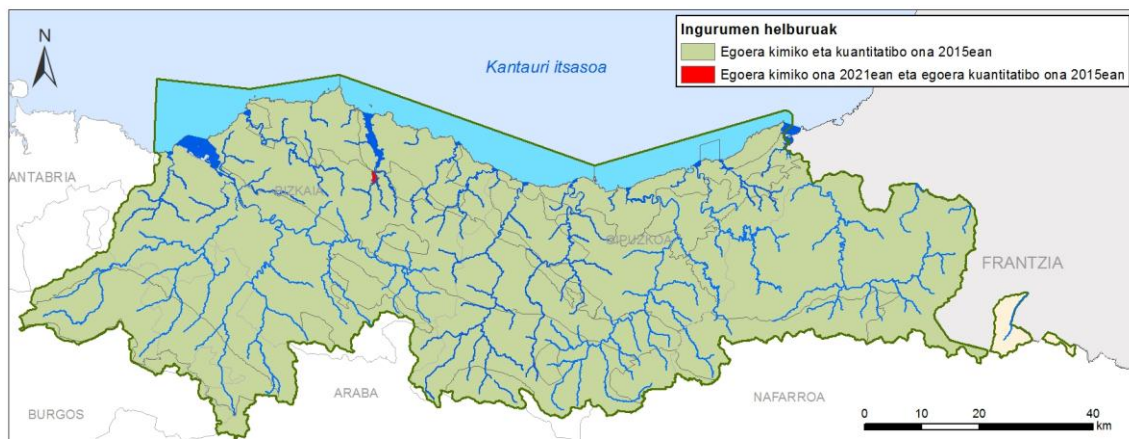 Ingurumen helburuak
Egoera kimiko eta kuantitatibo ona 2015ean
Egoera kimiko ona 2021ean eta egoera kuantitatibo ona 2015ean
N
Kantauri itsasoa
ANTABRIA
BIZKAIA
GIPUZKOA
FRANTZIA
ARABA
NAFARROA
BURGOS
0 10 20 40
km